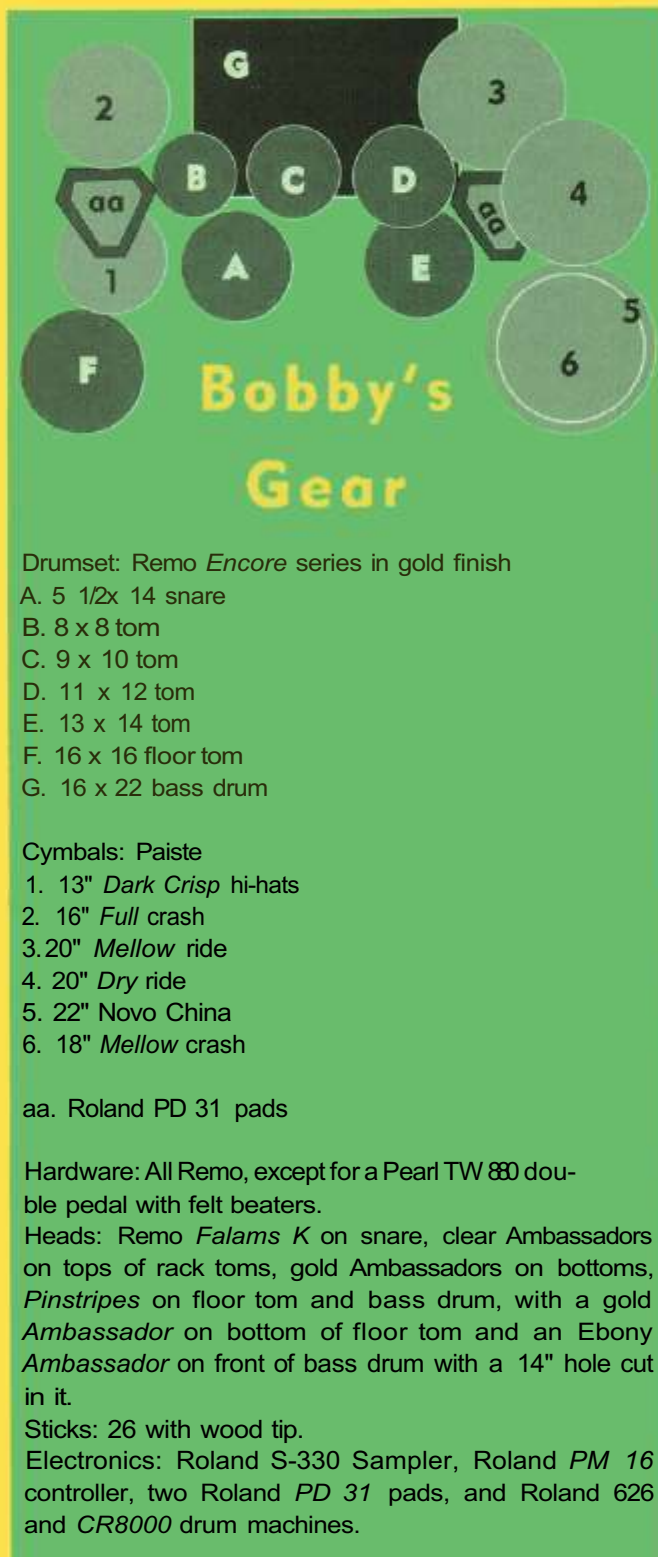 G
2
3
B
C
D
4
aa
aa
1
A
E
5
6
F
Bobby's
Gear
Drumset: Remo Encore series in gold finish
A. 5 1/2x 14 snare
B. 8 x 8 tom
C. 9 x 10 tom
D. 11 x 12 tom
E. 13 x 14 tom
F. 16 x 16 floor tom
G. 16 x 22 bass drum
Cymbals: Paiste
1. 13" Dark Crisp hi-hats
2. 16" Full crash
3. 20" Mellow ride
4. 20" Dry ride
5. 22" Novo China
6. 18" Mellow crash
aa. Roland PD 31 pads
Hardware: All Remo, except for a Pearl TW 880 dou-
ble pedal with felt beaters.
Heads: Remo Falams K on snare, clear Ambassadors
on tops of rack toms, gold Ambassadors on bottoms,
Pinstripes on floor tom and bass drum, with a gold
Ambassador on bottom of floor tom and an Ebony
Ambassador on front of bass drum with a 14" hole cut
in it.
Sticks: 26 with wood tip.
Electronics: Roland S-330 Sampler, Roland PM 16
controller, two Roland PD 31 pads, and Roland 626
and CR8000 drum machines.